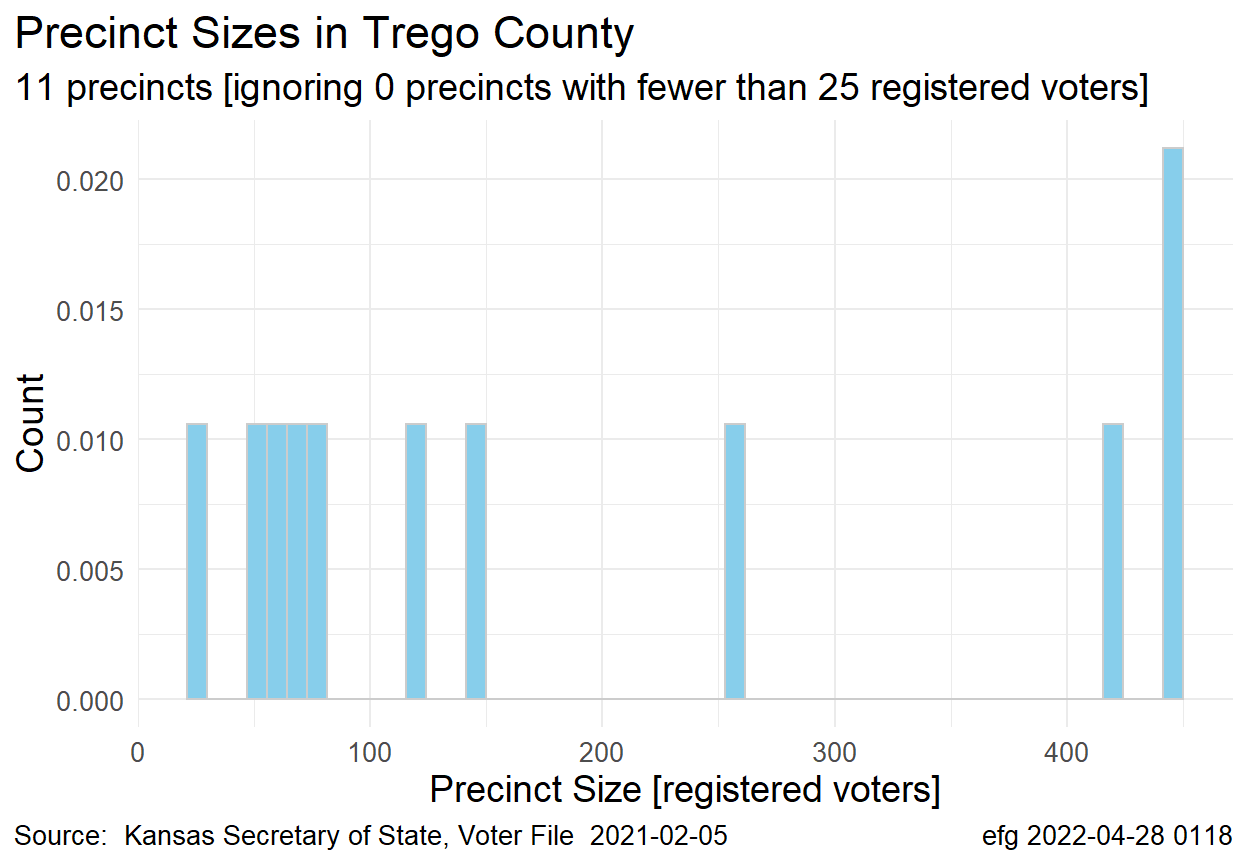 Precinct Sizes in Trego County
11 precincts [ignoring 0 precincts with fewer than 25 registered voters]
0.020
0.015
0.010
0.005
0.000
Count
0 100 200 300 400
Precinct Size [registered voters]
Source:  Kansas Secretary of State, Voter File  2021-02-05
efg 2022-04-28 0118